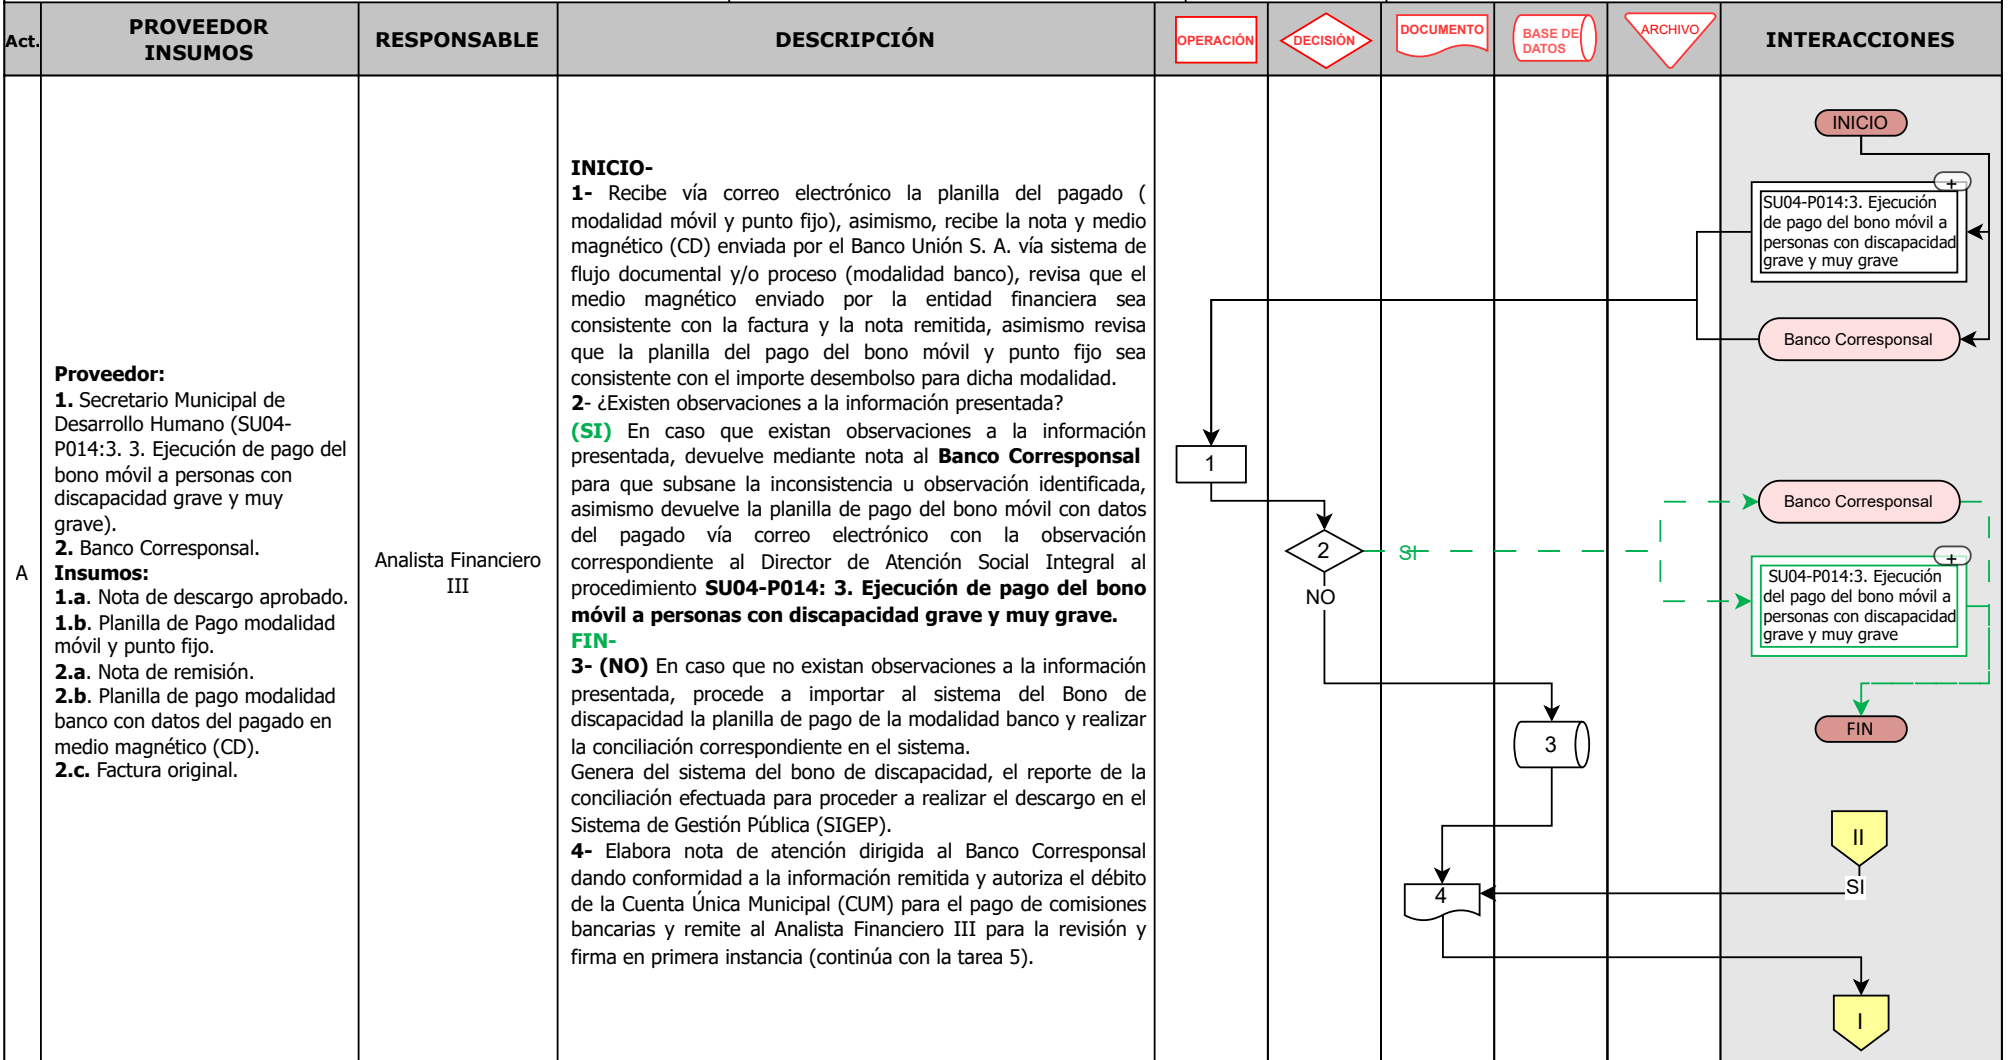 Act.
PROVEEDOR
INSUMOS
RESPONSABLE
DESCRIPCIÓN
OPERACIÓN
DECISIÓN
DOCUMENTO
BASE DE
DATOS
ARCHIVO
INTERACCIONES
A
Proveedor:
1. Secretario Municipal de
Desarrollo Humano (SU04-
P014:3. 3. Ejecución de pago del
bono móvil a personas con
discapacidad grave y muy
grave).
2. Banco Corresponsal.
Insumos:
1.a. Nota de descargo aprobado.
1.b. Planilla de Pago modalidad
móvil y punto fijo.
2.a. Nota de remisión.
2.b. Planilla de pago modalidad
banco con datos del pagado en
medio magnético (CD).
2.c. Factura original.
Analista Financiero
III
INICIO-
1- Recibe vía correo electrónico la planilla del pagado (
modalidad móvil y punto fijo), asimismo, recibe la nota y medio
magnético (CD) enviada por el Banco Unión S. A. vía sistema de
flujo documental y/o proceso (modalidad banco), revisa que el
medio magnético enviado por la entidad financiera sea
consistente con la factura y la nota remitida, asimismo revisa
que la planilla del pago del bono móvil y punto fijo sea
consistente con el importe desembolso para dicha modalidad.
2- ¿Existen observaciones a la información presentada?
(SI) En caso que existan observaciones a la información
presentada, devuelve mediante nota al Banco Corresponsal
para que subsane la inconsistencia u observación identificada,
asimismo devuelve la planilla de pago del bono móvil con datos
del pagado vía correo electrónico con la observación
correspondiente al Director de Atención Social Integral al
procedimiento SU04-P014: 3. Ejecución de pago del bono
móvil a personas con discapacidad grave y muy grave.
FIN-
3- (NO) En caso que no existan observaciones a la información
presentada, procede a importar al sistema del Bono de
discapacidad la planilla de pago de la modalidad banco y realizar
la conciliación correspondiente en el sistema.
Genera del sistema del bono de discapacidad, el reporte de la
conciliación efectuada para proceder a realizar el descargo en el
Sistema de Gestión Pública (SIGEP).
4- Elabora nota de atención dirigida al Banco Corresponsal
dando conformidad a la información remitida y autoriza el débito
de la Cuenta Única Municipal (CUM) para el pago de comisiones
bancarias y remite al Analista Financiero III para la revisión y
firma en primera instancia (continúa con la tarea 5).
INICIO
+
SU04-P014:3. Ejecución
de pago del bono móvil a
personas con discapacidad
grave y muy grave
Banco Corresponsal
1
Banco Corresponsal
2
SI
NO
+
SU04-P014:3. Ejecución
del pago del bono móvil a
personas con discapacidad
grave y muy grave
FIN
3
II
SI
4
I